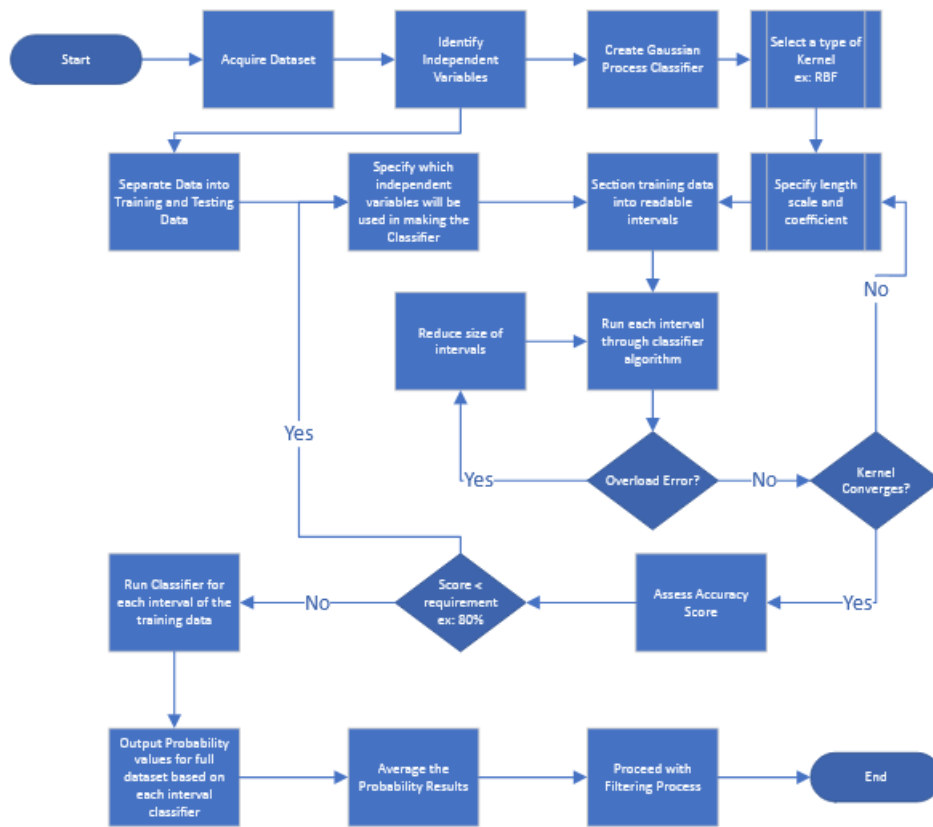 Start
Acquire Dataset
Identify
Independent
Variables
Create Gaussian
Process Classifier
Select a type of
Kernel
ex: RBF
Separate Data into
Training and Testing
Data
Specify which
independent
variables will be
used in making the
Classifier
Section training data
into readable
intervals
Specify length
scale and
coefficient
No
Reduce size of
intervals
Run each interval
through classifier
algorithm
Yes
Yes
Overload Error?
No
Kernel
Converges?
Run Classifier for
each interval of the
training data
No
Score <
requirement
ex: 80%
Assess Accuracy
Score
Yes
Output Probability
values for full
dataset based on
each interval
classifier
Average the
Probability Results
Proceed with
Filtering Process
End